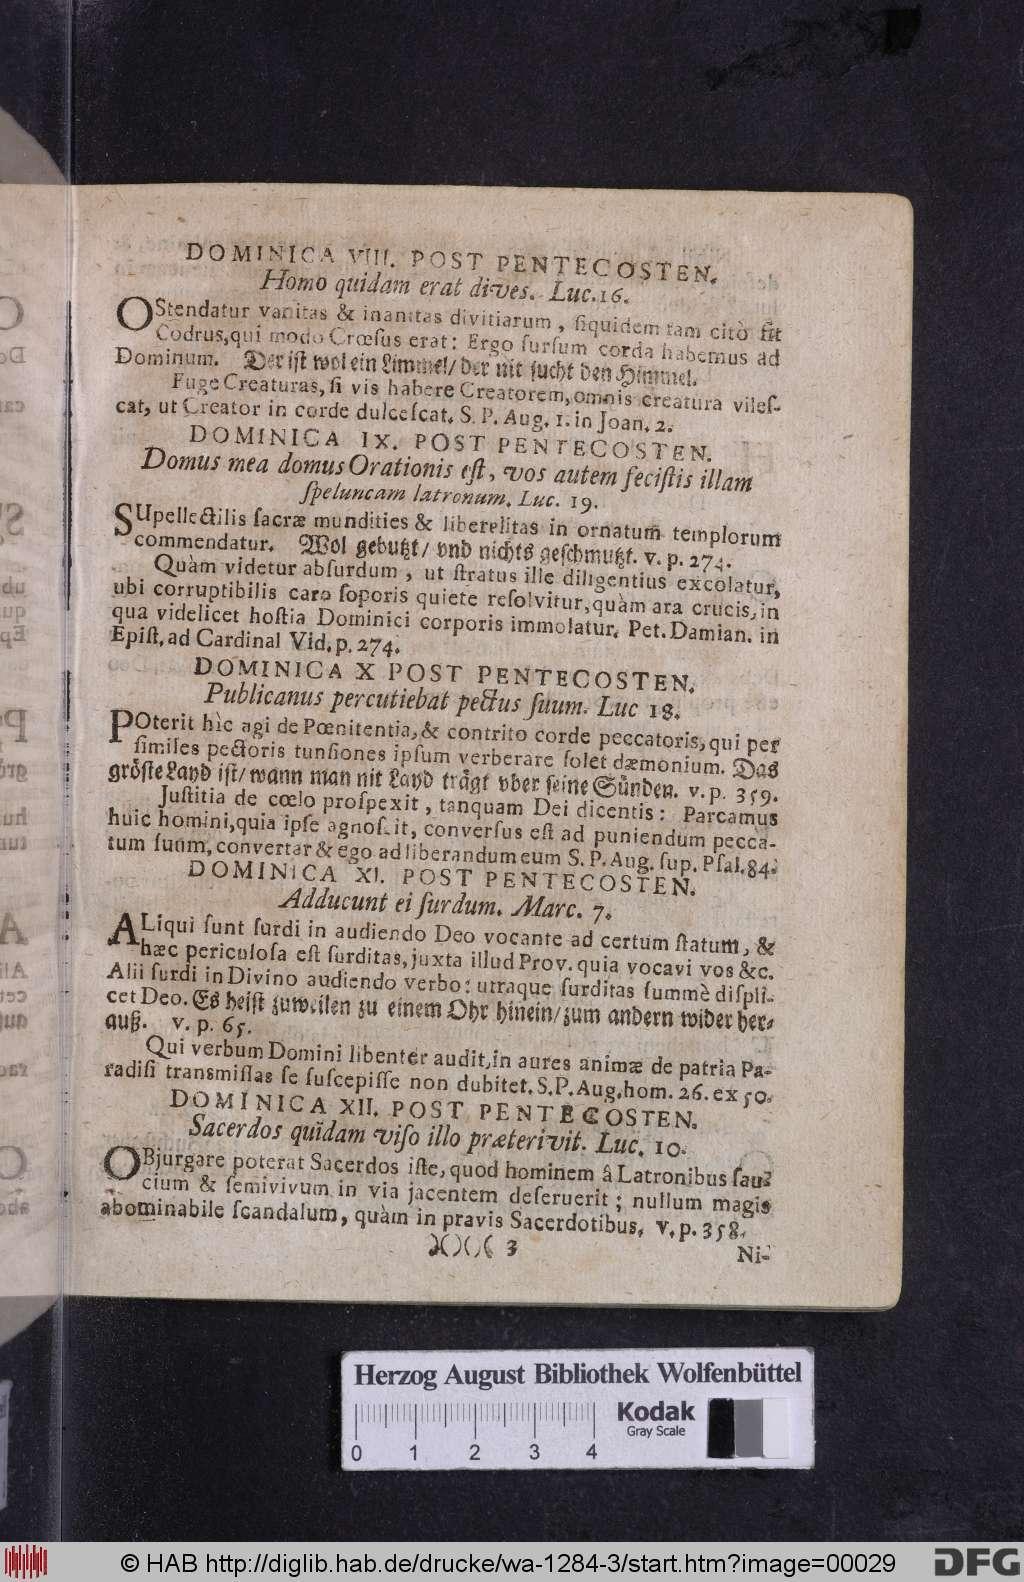 DOMINICA VIII. POST PENTECOSTEN.
Homo quidam erat dives. Luc. 16.
OStendatur vanitas & inanitas divitiarum, siquidem tam citò fit
Codrus, qui modo Crœsus erat: Ergo sursum corda habemus ad
Dominum. Der ist wol ein Limmel/ der nit sucht den Himmel.
Fuge Creaturas, si vis habere Creatorem, omnis creatura viles-
cat, ut Creator in corde dulcescat. S. P. Aug. 1. in Joan. 2.
DOMINICA IX. POST PENTECOSTEN.
Domus mea domus Orationis est, vos autem fecistis illam
speluncam latronum. Luc. 19.
SUpellectilis sacræ mundities & liberelitas in ornatum templorum
commendatur. Wol gebutzt/ vnd nichts geschmutzt. v. p. 274.
Quàm videtur absurdum, ut stratus ille diligentius excolatur,
ubi corruptibilis caro soporis quiete resolvitur, quàm ara crucis, in
qua videlicet hostia Dominici corporis immolatur. Pet. Damian. in
Epist. ad Cardinal Vid. p. 274.
DOMINICA X POST PENTECOSTEN.
Publicanus percutiebat pectus suum. Luc 18.
POterit hìc agi de Pœnitentia, & contrito corde peccatoris, qui per
similes pectoris tunsiones ipsum verberare solet dæmonium. Das
gröste Layd ist/ wann man nit Layd trägt vber seine Sünden. v. p. 359.
Justitia de cœlo prospexit, tanquam Dei dicentis: Parcamus
huic homini, quia ipse agnoscit, conversus est ad puniendum pecca-
tum suum, convertar & ego ad liberandum eum S. P. Aug. sup. Psal. 84.
DOMINICA XI. POST PENTECOSTEN.
Adducunt ei surdum. Marc. 7.
ALiqui sunt surdi in audiendo Deo vocante ad certum statum, &
hæc periculosa est surditas, juxta illud Prov. quia vocavi vos &c.
Alii surdi in Divino audiendo verbo: utraque surditas summè displi-
cet Deo. Es heist zuweilen zu einem Ohr hinein/ zum andern wider her-
auß. v. p. 65.
Qui verbum Domini libenter audit, in aures animæ de patria Pa-
radisi transmissas se suscepisse non dubitet. S. P. Aug. hom. 26. ex 50.
DOMINICA XII. POST PENTECOSTEN.
Sacerdos quidam viso illo præterivit. Luc. 10.
OBjurgare poterat Sacerdos iste, quod hominem â Latronibus sau-
cium & semivivum in via jacentem deseruerit; nullum magis
abominabile scandalum, quàm in pravis Sacerdotibus. v. p. 358.
)()()( 3
Ni-
Herzog August Bibliothek Wolfenbüttel
Kodak
Gray Scale
0 1 2 3 4
© HAB http://diglib.hab.de/drucke/wa-1284-3/start.htm?image=00029
DFG